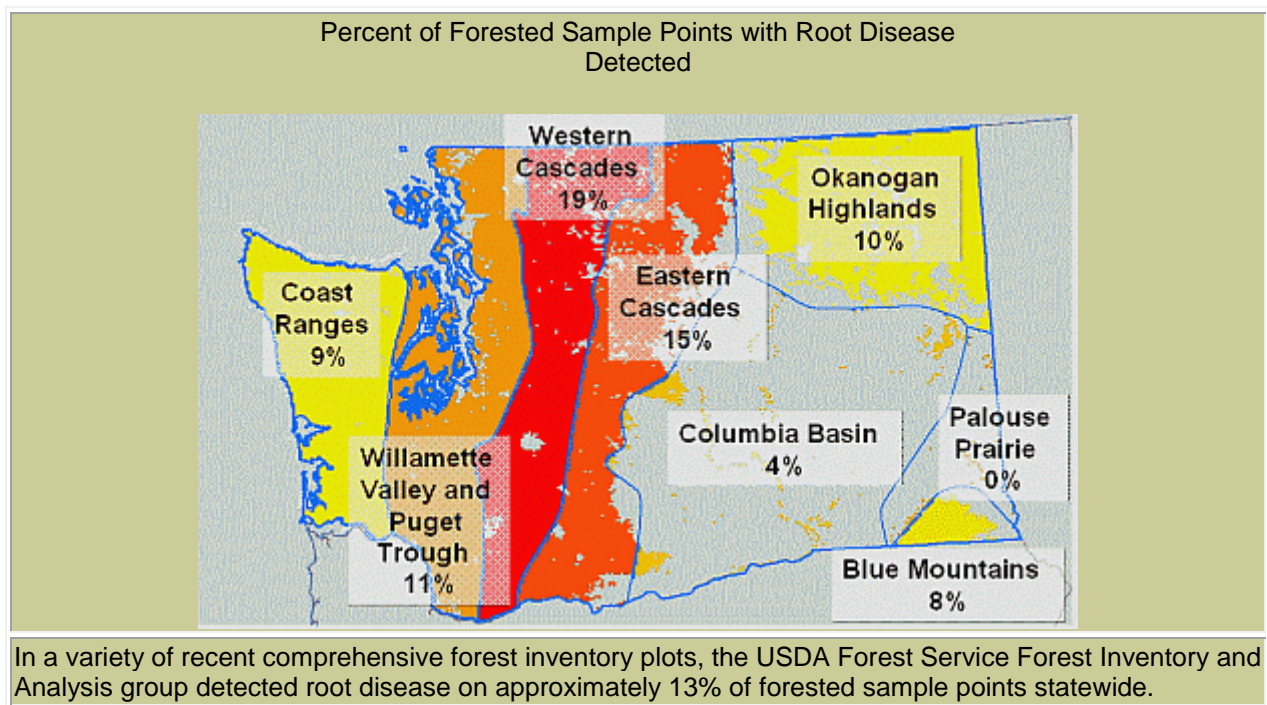 Percent of Forested Sample Points with Root Disease
Detected
Western
Cascades
19%
Okanogan
Highlands
10%
Coast
Ranges
9%
Eastern
Cascades
15%
Columbia Basin
4%
Palouse
Prairie
0%
Willamette
Valley and
Puget
Trough
11%
Blue Mountains
8%
In a variety of recent comprehensive forest inventory plots, the USDA Forest Service Forest Inventory and
Analysis group detected root disease on approximately 13% of forested sample points statewide.